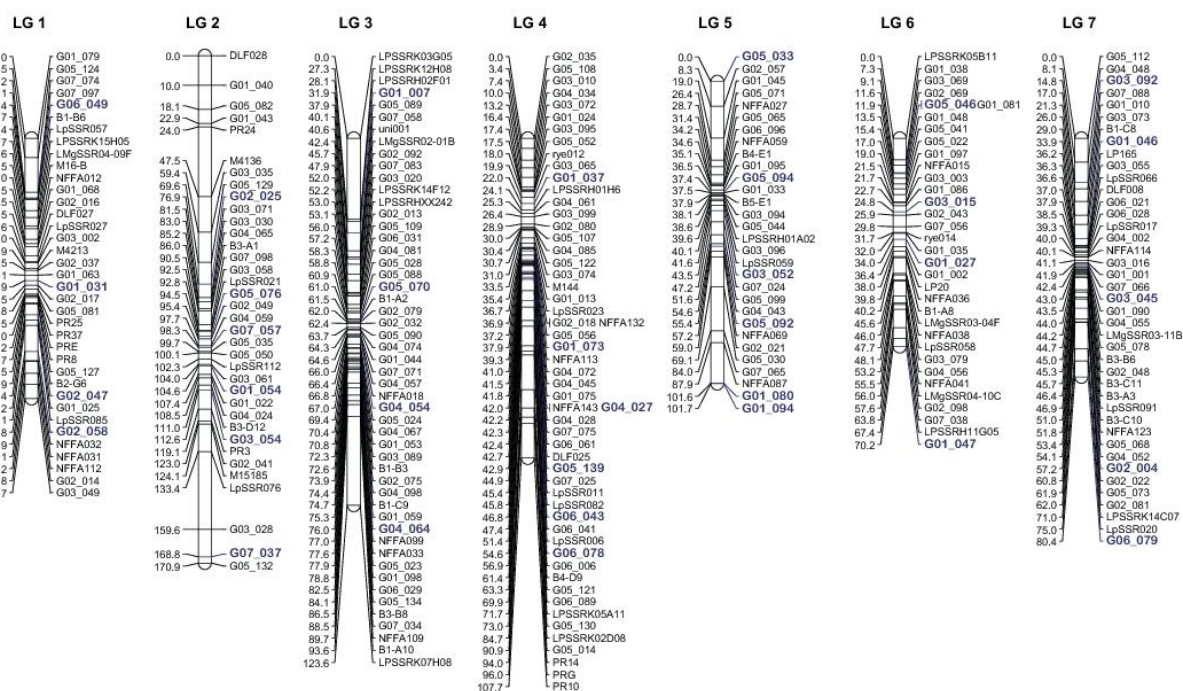 LG 1
G01_079
G05_124
G07_074
G07_097
G06_049
B1-B6
LpSSR057
LPSSRK15H05
LMgSSR04-09F
M16-B
NFFA012
G01_068
G02_016
DLF027
LpSSR027
G03_002
M4213
G02_037
G01_063
G01_031
G02_017
G05_081
PR25
PR37
PRE
PR8
G05_127
B2-G6
G02_047
G01_025
LpSSR085
G02_058
NFFA032
NFFA031
NFFA112
G02_014
G03_049
LG 2
0.0 DLF028
10.0 G01_040
18.1 G05_082
22.9 G01_043
24.0 PR24
47.5 M4136
59.4 G03_035
69.6 G05_129
76.9 G02_025
81.5 G03_071
83.0 G03_030
85.2 G04_065
86.0 B3-A1
90.5 G07_098
92.5 G03_058
92.8 LpSSR021
94.5 G05_076
95.4 G02_049
97.7 G04_059
98.3 G07_057
99.7 G05_035
100.1 G05_050
102.3 LpSSR112
104.0 G03_061
104.6 G01_054
107.4 G01_022
108.5 G04_024
111.0 B3-D12
112.6 G03_054
119.1 PR3
123.0 G02_041
124.1 M15185
133.4 LpSSR076
159.6 G03_028
168.8 G07_037
170.9 G05_132
LG 3
0.0 LPSSRK03G05
27.3 LPSSRK12H08
28.1 LPSSRH02F01
31.9 G01_007
37.9 G05_089
40.0 G07_058
40.6 uni001
42.4 LMgSSR02-01B
45.7 G02_092
47.9 G07_083
50.0 G03_020
52.2 LPSSRK14F12
53.0 LPSSRHXX242
53.1 G02_013
56.0 G05_109
57.2 G06_031
58.3 G04_081
58.8 G05_028
60.9 G05_088
61.0 G05_070
61.5 B1-A2
62.0 G02_079
62.4 G02_032
63.7 G05_090
64.3 G04_074
64.6 G01_044
66.0 G07_071
66.4 G04_057
66.8 NFFA018
67.0 G04_054
69.4 G05_024
70.4 G04_067
70.8 G01_053
72.3 G03_089
72.6 B1-B3
73.9 G02_075
74.4 G04_098
74.7 B1-C9
75.3 G01_059
76.0 G04_064
77.0 NFFA099
77.6 NFFA033
77.9 G05_023
78.8 G01_098
82.5 G06_029
84.1 G05_134
86.5 B3-B8
88.5 G07_034
89.7 NFFA109
93.6 B1-A10
123.6 LPSSRK07H08
LG 4
0.0 G02_035
3.4 G05_108
7.4 G03_010
10.0 G04_034
13.2 G03_072
16.4 G01_024
17.4 G03_095
17.5 G05_052
18.0 rye012
19.9 G03_065
22.0 G01_037
24.1 LPSSRH01H6
25.3 G04_061
26.4 G03_099
28.9 G02_080
30.0 G05_107
30.4 G04_085
30.7 G05_122
31.0 G03_074
33.5 M144
35.4 G01_013
36.7 LpSSR023
36.9 G02_018 NFFA132
37.2 G05_056
37.9 G01_073
39.3 NFFA113
40.8 G04_072
41.5 G04_045
41.8 G01_075
42.0 NFFA143 G04_027
42.2 G04_028
42.3 G07_075
42.4 G06_061
42.7 DLF025
42.9 G05_139
44.9 G02_090
45.4 LpSSR011
45.8 LpSSR082
46.8 G06_043
47.4 G06_041
51.4 LpSSR006
54.6 G06_078
56.9 G06_006
61.4 B4-D9
63.3 G05_121
69.9 G06_089
71.7 LPSSRK05A11
73.0 G05_130
84.7 LPSSRK02D08
90.9 G05_014
94.0 PR14
96.0 PRG
107.7 PR10
LG 5
0.0 G05_033
8.3 G02_057
19.0 G01_045
26.4 G05_071
28.7 NFFA027
31.4 G03_065
34.2 G02_096
34.6 NFFA059
35.1 B4-E1
36.5 G01_095
37.4 G05_094
37.5 G01_033
37.9 B5-E1
38.1 G03_094
38.6 G05_044
39.6 LPSSRH01A02
40.1 G03_096
41.6 LpSSR059
43.5 G03_052
47.2 G07_024
51.6 G05_099
52.6 G04_043
55.4 G05_092
57.2 NFFA069
59.0 G02_021
69.1 G05_030
84.0 G07_065
87.9 NFFA087
101.6 G01_080
101.7 G01_094
LG 6
0.0 LPSSRK05B11
7.3 G01_038
9.1 G03_069
11.6 G02_069
11.9 G05_046 G01_081
13.5 G01_048
15.4 G05_041
17.0 G05_022
19.0 G01_097
21.5 NFFA015
21.7 G03_003
22.7 G01_086
24.8 G03_015
25.9 G02_043
29.8 G07_056
31.7 rye014
32.8 G01_035
34.0 G01_027
36.4 G01_002
38.0 LP20
39.8 NFFA036
40.2 B1-A8
45.6 LMgSSR03-04F
46.0 NFFA038
47.7 LpSSR058
48.1 G03_079
53.2 G04_056
55.5 NFFA041
56.0 LMgSSR04-10C
57.6 G02_098
63.8 G07_038
67.4 LPSSRH11G05
70.2 G01_047
LG 7
0.0 G05_112
8.1 G04_048
14.8 G03_092
17.0 G02_008
21.3 G01_010
26.0 G03_073
29.0 B1-C8
33.9 G01_046
36.2 LP165
36.3 G03_055
36.6 LpSSR066
37.0 DLF008
37.9 G06_021
38.8 G06_028
39.3 LpSSR017
40.0 G04_002
40.1 NFFA114
41.1 G03_016
41.9 G01_001
42.4 G07_066
43.0 G03_045
43.5 G01_090
44.0 G04_055
44.2 LMgSSR03-11B
44.7 G05_078
45.0 B3-B6
45.3 G02_048
45.7 B3-C11
46.4 B3-A3
46.9 LpSSR091
51.0 B3-C10
51.8 NFFA123
53.4 G05_068
54.1 G04_052
57.2 G02_004
60.8 G02_022
61.9 G05_073
62.0 G02_081
71.0 LPSSRK14C07
75.0 LpSSR020
80.4 G06_079